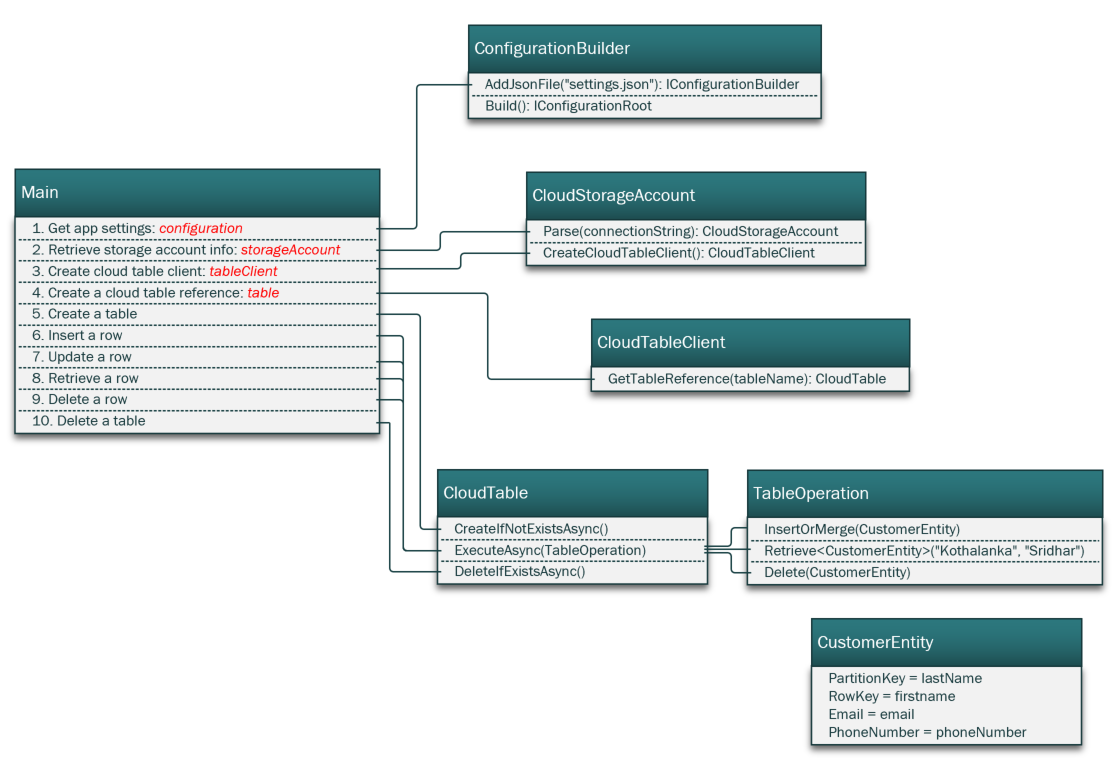 ConfigurationBuilder
AddJsonFile("settings.json"): IConfigurationBuilder
Build(): IConfigurationRoot
Main
1. Get app settings: configuration
2. Retrieve storage account info: storageAccount
3. Create cloud table client: tableClient
4. Create a cloud table reference: table
5. Create a table
6. Insert a row
7. Update a row
8. Retrieve a row
9. Delete a row
10. Delete a table
CloudStorageAccount
Parse(connectionString): CloudStorageAccount
CreateCloudTableClient(): CloudTableClient
CloudTableClient
GetTableReference(tableName): CloudTable
CloudTable
CreateIfNotExistsAsync()
ExecuteAsync(TableOperation)
DeleteIfExistsAsync()
TableOperation
InsertOrMerge(CustomerEntity)
Retrieve<CustomerEntity>("Kothalanka", "Sridhar")
Delete(CustomerEntity)
CustomerEntity
PartitionKey = lastName
RowKey = firstname
Email = email
PhoneNumber = phoneNumber